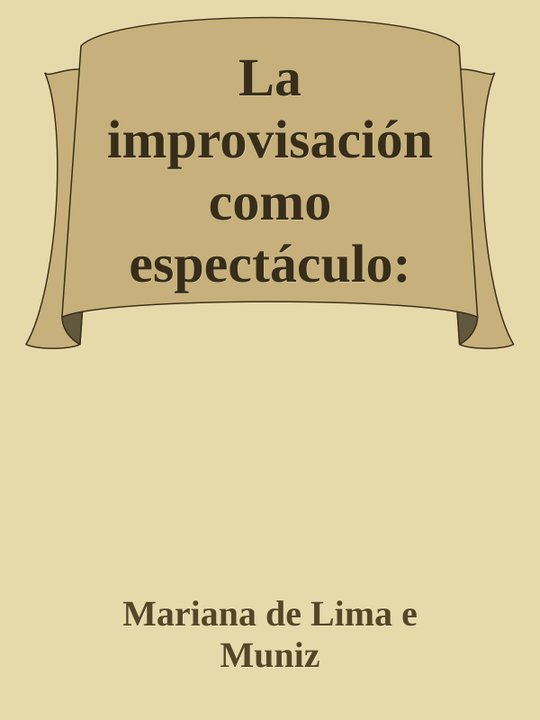 La
improvisación
como
espectáculo:
Mariana de Lima e
Muniz